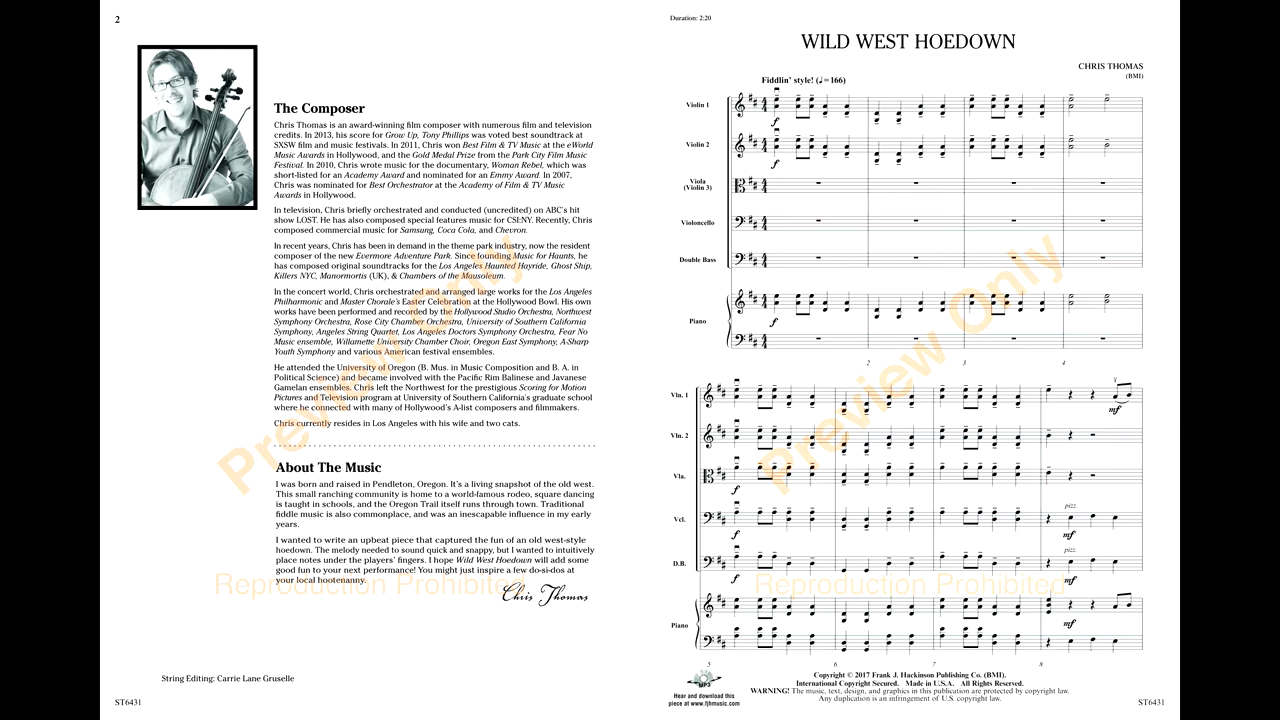 2
The Composer
Chris Thomas is an award-winning film composer with numerous film and television
credits. In 2013, his score for Grow Up, Tony Phillips was voted best soundtrack at
SXSW film and music festivals. In 2011, Chris won Best Film & TV Music at the eWorld
Music Awards in Hollywood, and the Gold Medal Prize from the Park City Film Music
Festival. In 2010, Chris wrote music for the documentary, Woman Rebel, which was
short-listed for an Academy Award and nominated for an Emmy Award. In 2007,
Chris was nominated for Best Orchestrator at the Academy of Film & TV Music
Awards in Hollywood.
In television, Chris briefly orchestrated and conducted (uncredited) on ABC's hit
show LOST. He has also composed special features music for CSI:NY. Recently, Chris
composed commercial music for Samsung, Coca Cola, and Chevron.
In recent years, Chris has been in demand in the theme park industry, now the resident
composer of the new Evermore Adventure Park. Since founding Music for Haunts, he
has composed original soundtracks for the Los Angeles Haunted Hayride, Ghost Ship,
Killers NYC, Manormortis (UK), & Chambers of the Mausoleum.
In the concert world, Chris orchestrated and arranged large works for the Los Angeles
Philharmonic and Master Chorale's Easter Celebration at the Hollywood Bowl. His own
works have been performed and recorded by the Hollywood Studio Orchestra, Northwest
Symphony Orchestra, Rose City Chamber Orchestra, University of Southern California
Symphony, Angeles String Quartet, Los Angeles Doctors Symphony Orchestra, Fear No
Music ensemble, Willamette University Chamber Choir, Oregon East Symphony, A-Sharp
Youth Symphony and various American festival ensembles.
He attended the University of Oregon (B. Mus. in Music Composition and B. A. in
Political Science) and became involved with the Pacific Rim Balinese and Javanese
Gamelan ensembles. Chris left the Northwest for the prestigious Scoring for Motion
Pictures and Television program at University of Southern California's graduate school
where he connected with many of Hollywood's A-list composers and filmmakers.
Chris currently resides in Los Angeles with his wife and two cats.
About The Music
I was born and raised in Pendleton, Oregon. It's a living snapshot of the old west.
This small ranching community is home to a world-famous rodeo, square dancing
is taught in schools, and the Oregon Trail itself runs through town. Traditional
fiddle music is also commonplace, and was an inescapable influence in my early
years.
I wanted to write an upbeat piece that captured the fun of an old west-style
hoedown. The melody needed to sound quick and snappy, but I wanted to intuitively
place notes under the players' fingers. I hope Wild West Hoedown will add some
good fun to your next performance! You might just inspire a few do-si-dos at
your local hootenanny.
Chris Thomas
Preview Only
Reproduction Prohibited
String Editing: Carrie Lane Gruselle
ST6431
Duration: 2:20
WILD WEST HOEDOWN
CHRIS THOMAS
(BMI)
Fiddlin' style! (♩=166)
Violin 1
f
Violin 2
f
Viola
(Violin 3)
Violoncello
Double Bass
Piano
f
2 3 4
Vln. 1
mf
Vln. 2
Vla.
f
pizz.
Vcl.
f mf
pizz.
D.B.
f mf
Piano
mf
5 6 7 8
Preview Only
Reproduction Prohibited
MP3
Hear and download this
piece at www.fjhmusic.com
Copyright © 2017 Frank J. Hackinson Publishing Co. (BMI).
International Copyright Secured. Made in U.S.A. All Rights Reserved.
WARNING! The music, text, design, and graphics in this publication are protected by copyright law.
Any duplication is an infringement of U.S. copyright law.
ST6431